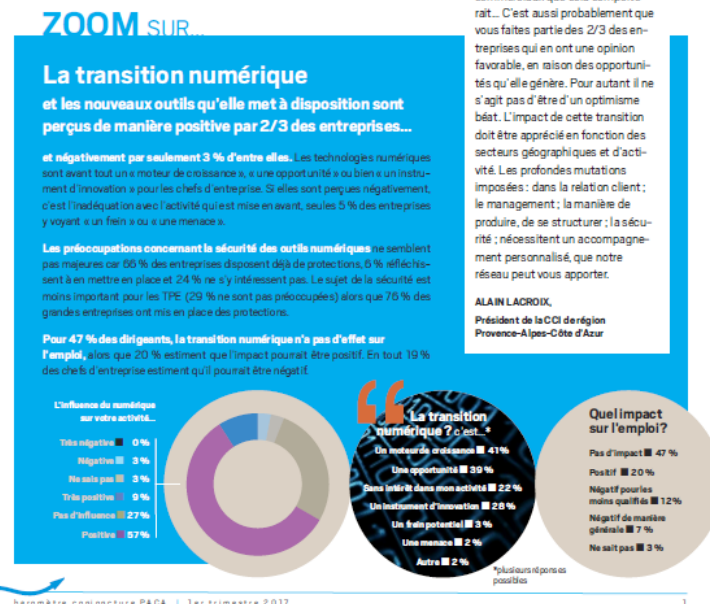 ZOOM SUR...
La transition numérique
et les nouveaux outils qu'elle met à disposition sont
perçus de manière positive par 2/3 des entreprises...
et négativement par seulement 3 % d'entre elles. Les technologies numériques
sont avant tout un « moteur de croissance », « une opportunité » ou bien « un instru-
ment d'innovation » pour les chefs d'entreprise. Si elles sont perçues négativement,
c'est l'inadéquation avec l'activité qui est mise en avant, seules 5 % des entreprises
y voyant « un frein » ou « une menace ».
Les préoccupations concernant la sécurité des outils numériques ne semblent
pas majeures car 66 % des entreprises disposent déjà de protections, 6 % réfléchis-
sent à en mettre en place et 24 % ne s'y intéressent pas. Le sujet de la sécurité est
moins important pour les TPE (29 % ne sont pas préoccupées) alors que 76 % des
grandes entreprises ont mis en place des protections.
Pour 47 % des dirigeants, la transition numérique n'a pas d'effet sur
l'emploi, alors que 20 % estiment que l'impact pourrait être positif. En tout 19 %
des chefs d'entreprise estiment qu'il pourrait être négatif.
rait... C'est aussi probablement que
vous faites partie des 2/3 des en-
treprises qui en ont une opinion
favorable, en raison des opportuni-
tés qu'elle génère. Pour autant il ne
s'agit pas d'être d'un optimisme
béat. L'impact de cette transition
doit être apprécié en fonction des
secteurs géographiques et d'acti-
vité. Les profondes mutations
imposées : dans la relation client ;
le management ; la manière de
produire, de se structurer ; la sécu-
rité ; nécessitent un accompagne-
ment personnalisé, que notre
réseau peut vous apporter.
ALAIN LACROIX,
Président de la CCI de région
Provence-Alpes-Côte d'Azur
L'influence du numérique
sur votre activité...
Très négative 0 %
Négative 3 %
Ne sais pas 3 %
Très positive 9 %
Pas d'influence 27 %
Positive 57 %
La transition
numérique ? c'est...*
Un moteur de croissance 41 %
Une opportunité 39 %
Sans intérêt dans mon activité 22 %
Un instrument d'innovation 28 %
Un frein potentiel 3 %
Une menace 2 %
Autre 2 %
*plusieurs réponses
possibles
Quel impact
sur l'emploi ?
Pas d'impact 47 %
Positif 20 %
Négatif pour les
moins qualifiés 12 %
Négatif de manière
générale 7 %
Ne sait pas 3 %
baromètre conjoncture PACA | 1er trimestre 2017
1